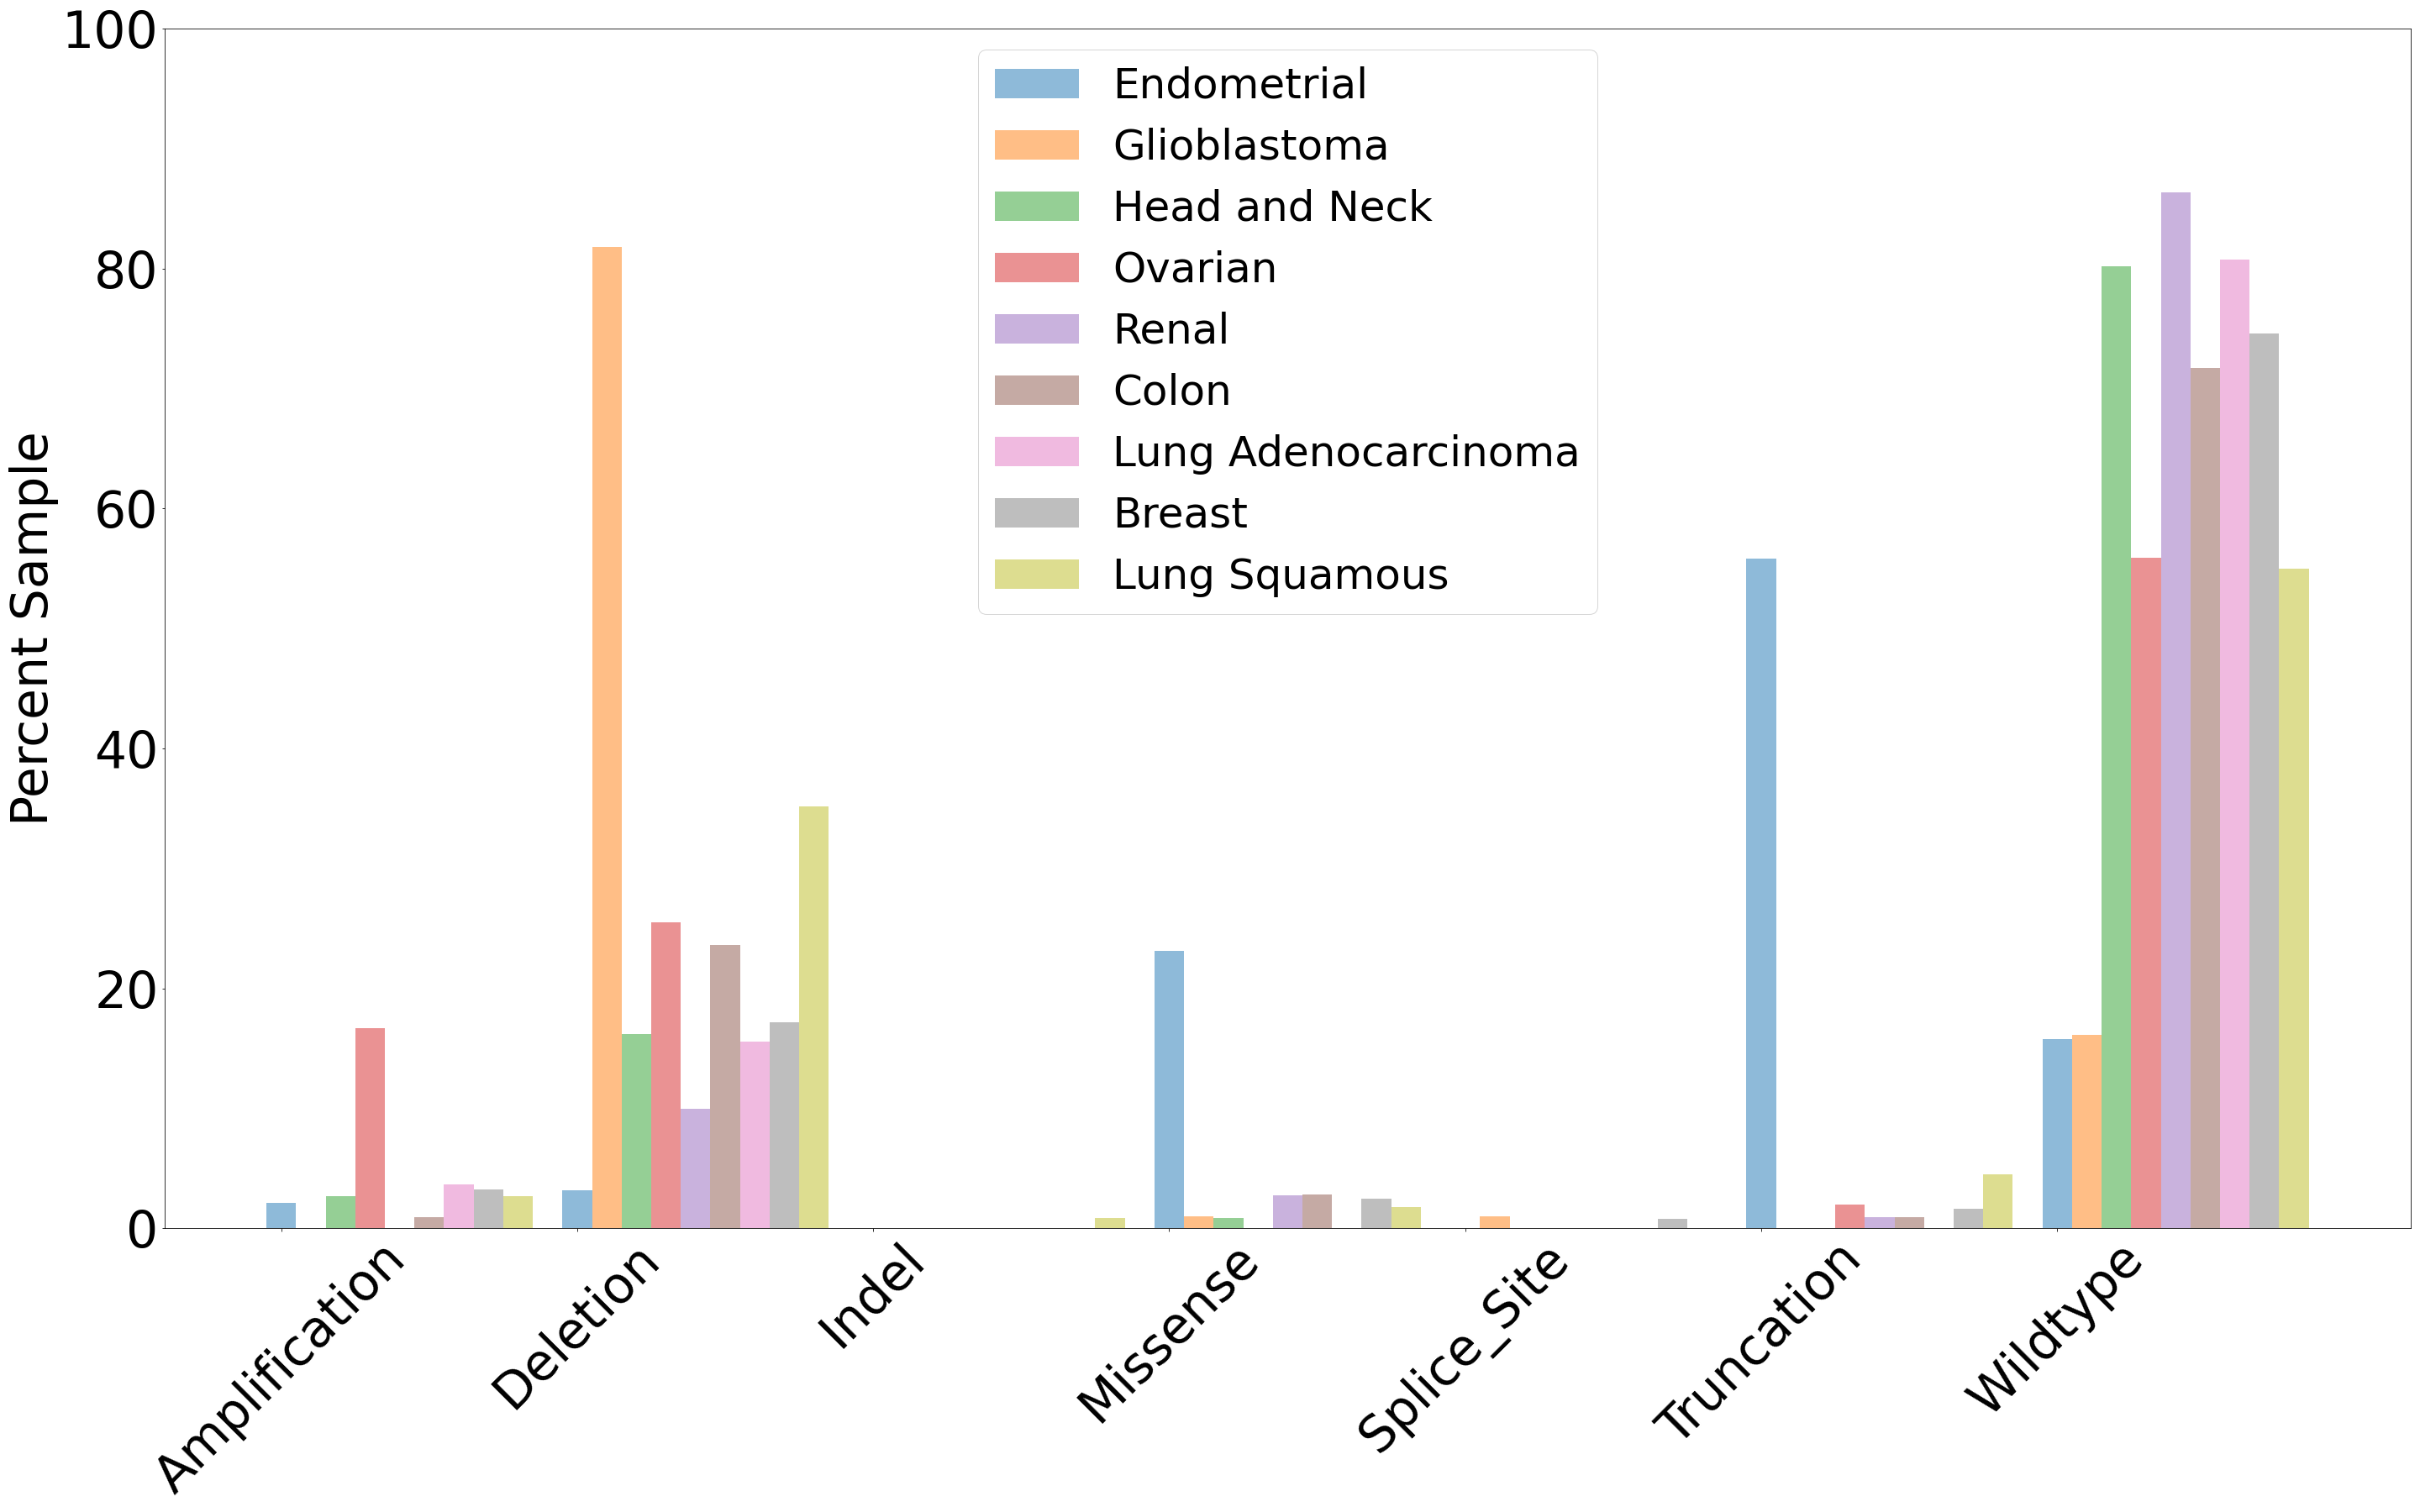 100
80
60
40
20
0
Percent Sample
Endometrial
Glioblastoma
Head and Neck
Ovarian
Renal
Colon
Lung Adenocarcinoma
Breast
Lung Squamous
Amplification
Deletion
Indel
Missense
Splice_Site
Truncation
Wildtype